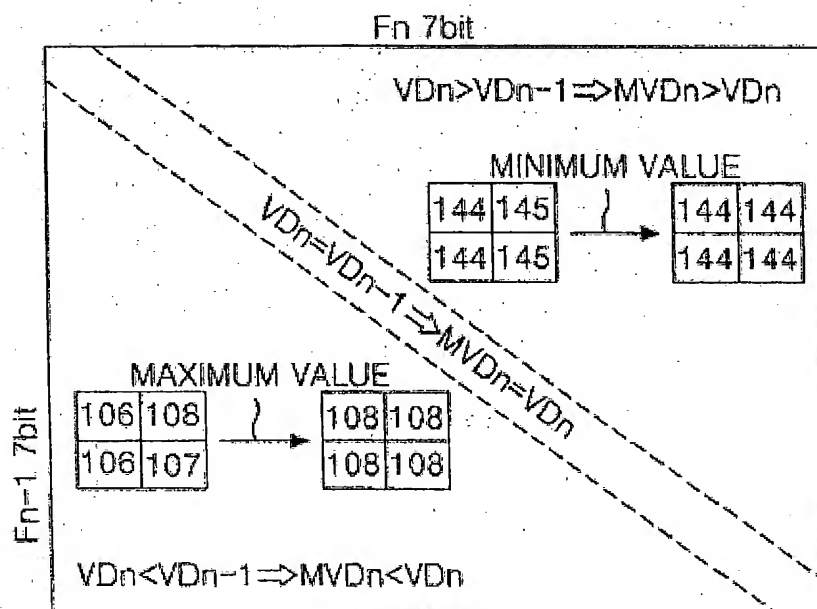 Fn 7bit
VDn>VDn-1⇒MVDn>VDn
MINIMUM VALUE
144 145 144 144
144 145 144 144
VDn=VDn-1⇒MVDn=VDn
MAXIMUM VALUE
106 108 108 108
106 107 108 108
Fn-1 7bit
VDn<VDn-1⇒MVDn<VDn